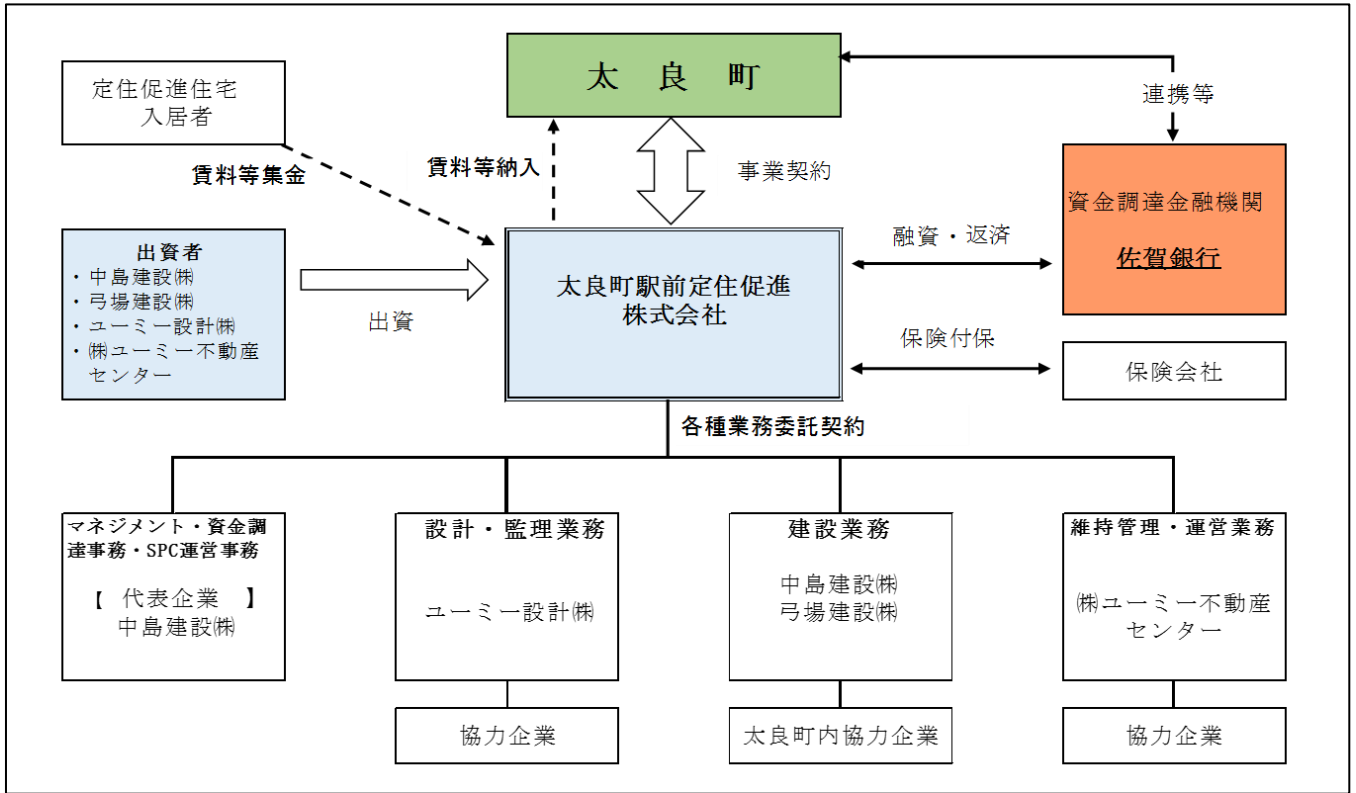 太良町
定住促進住宅
入居者
連携等
賃料等集金
賃料等納入
事業契約
資金調達金融機関
佐賀銀行
出資者
・中島建設㈱
・弓場建設㈱
・ユーミー設計㈱
・㈱ユーミー不動産
センター
出資
太良町駅前定住促進
株式会社
融資・返済
保険付保
保険会社
各種業務委託契約
マネジメント・資金調
達事務・SPC運営事務
【 代表企業 】
中島建設㈱
設計・監理業務
ユーミー設計㈱
建設業務
中島建設㈱
弓場建設㈱
維持管理・運営業務
㈱ユーミー不動産
センター
協力企業
太良町内協力企業
協力企業